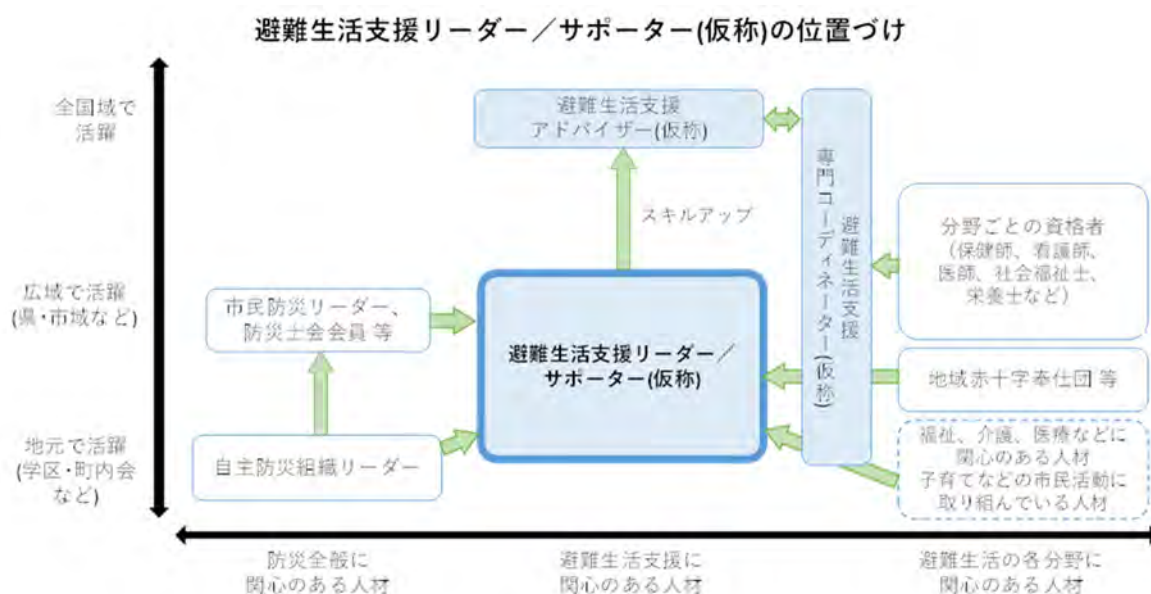 避難生活支援リーダー／サポーター(仮称)の位置づけ
全国域で
活躍
避難生活支援
アドバイザー(仮称)
避難生活支援
専門コーディネーター(仮称)
スキルアップ
分野ごとの資格者
（保健師、看護師、
医師、社会福祉士、
栄養士など）
広域で活躍
(県・市域など)
市民防災リーダー、
防災士会会員 等
避難生活支援リーダー／
サポーター(仮称)
地域赤十字奉仕団 等
地元で活躍
(学区・町内会
など)
自主防災組織リーダー
福祉、介護、医療などに
関心のある人材
子育てなどの市民活動に
取り組んでいる人材
防災全般に
関心のある人材
避難生活支援に
関心のある人材
避難生活の各分野に
関心のある人材